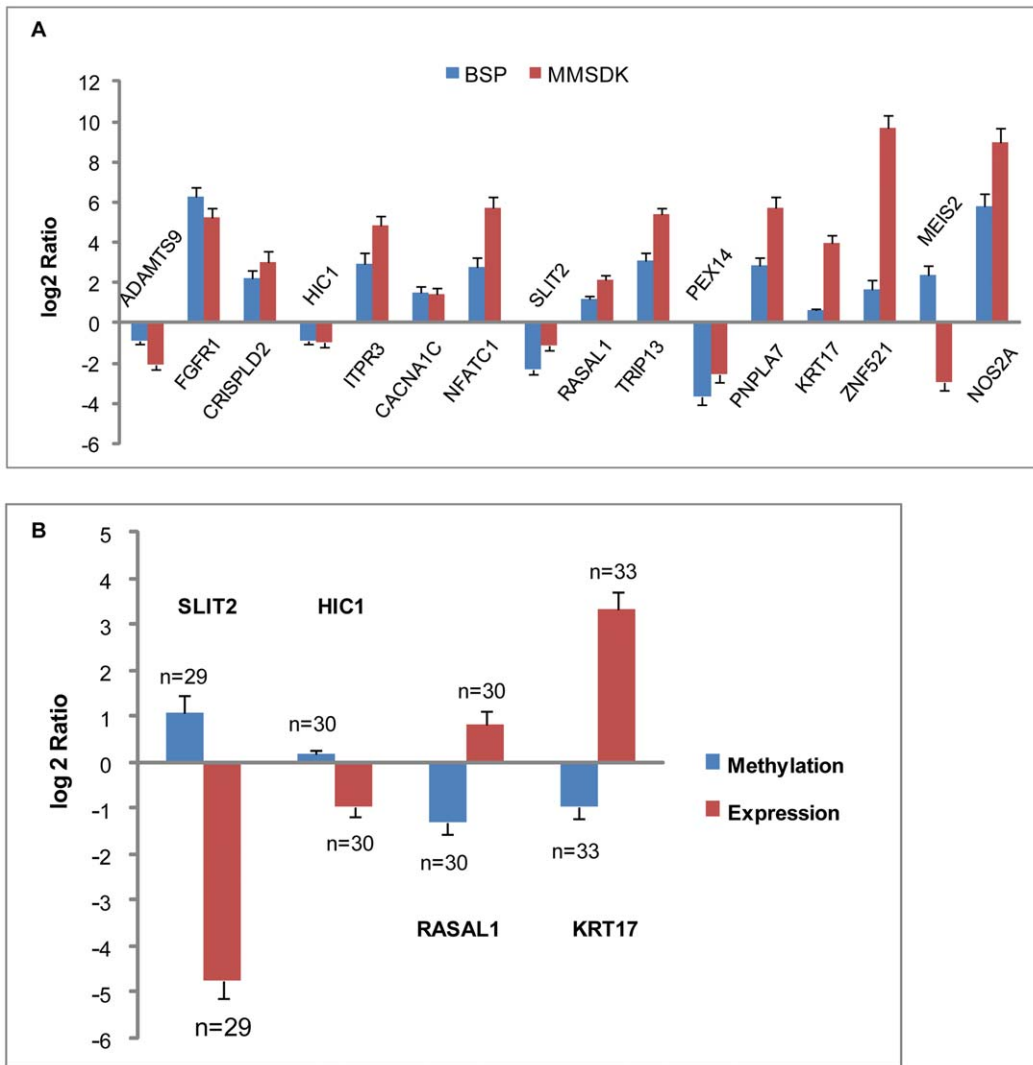 A
BSP MMSDK
12
10
8
6
4
2
0
-2
-4
-6
log2 Ratio
ADAMTS9
FGFR1
CRISPLD2
HIC1
ITPR3
CACNA1C
NFATC1
SLIT2
RASAL1
TRIP13
PEX14
PNPLA7
KRT17
ZNF521
MEIS2
NOS2A
B
5
4
3
2
1
0
-1
-2
-3
-4
-5
-6
log 2 Ratio
n=33
SLIT2 HIC1
n=29
n=30
n=30
Methylation
Expression
n=30
n=30
n=33
RASAL1 KRT17
n=29